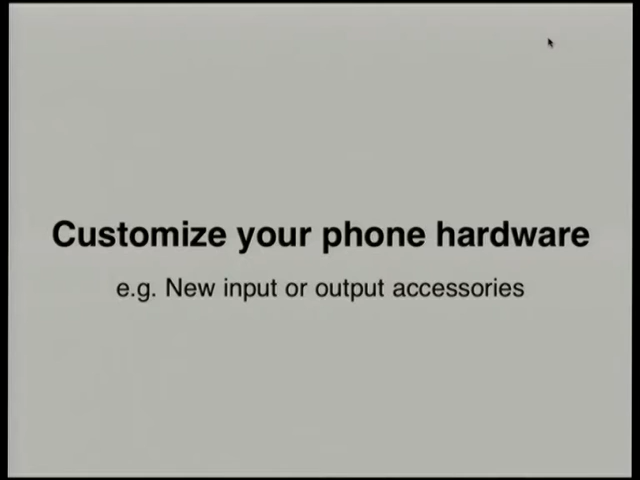 Customize your phone hardware
e.g. New input or output accessories